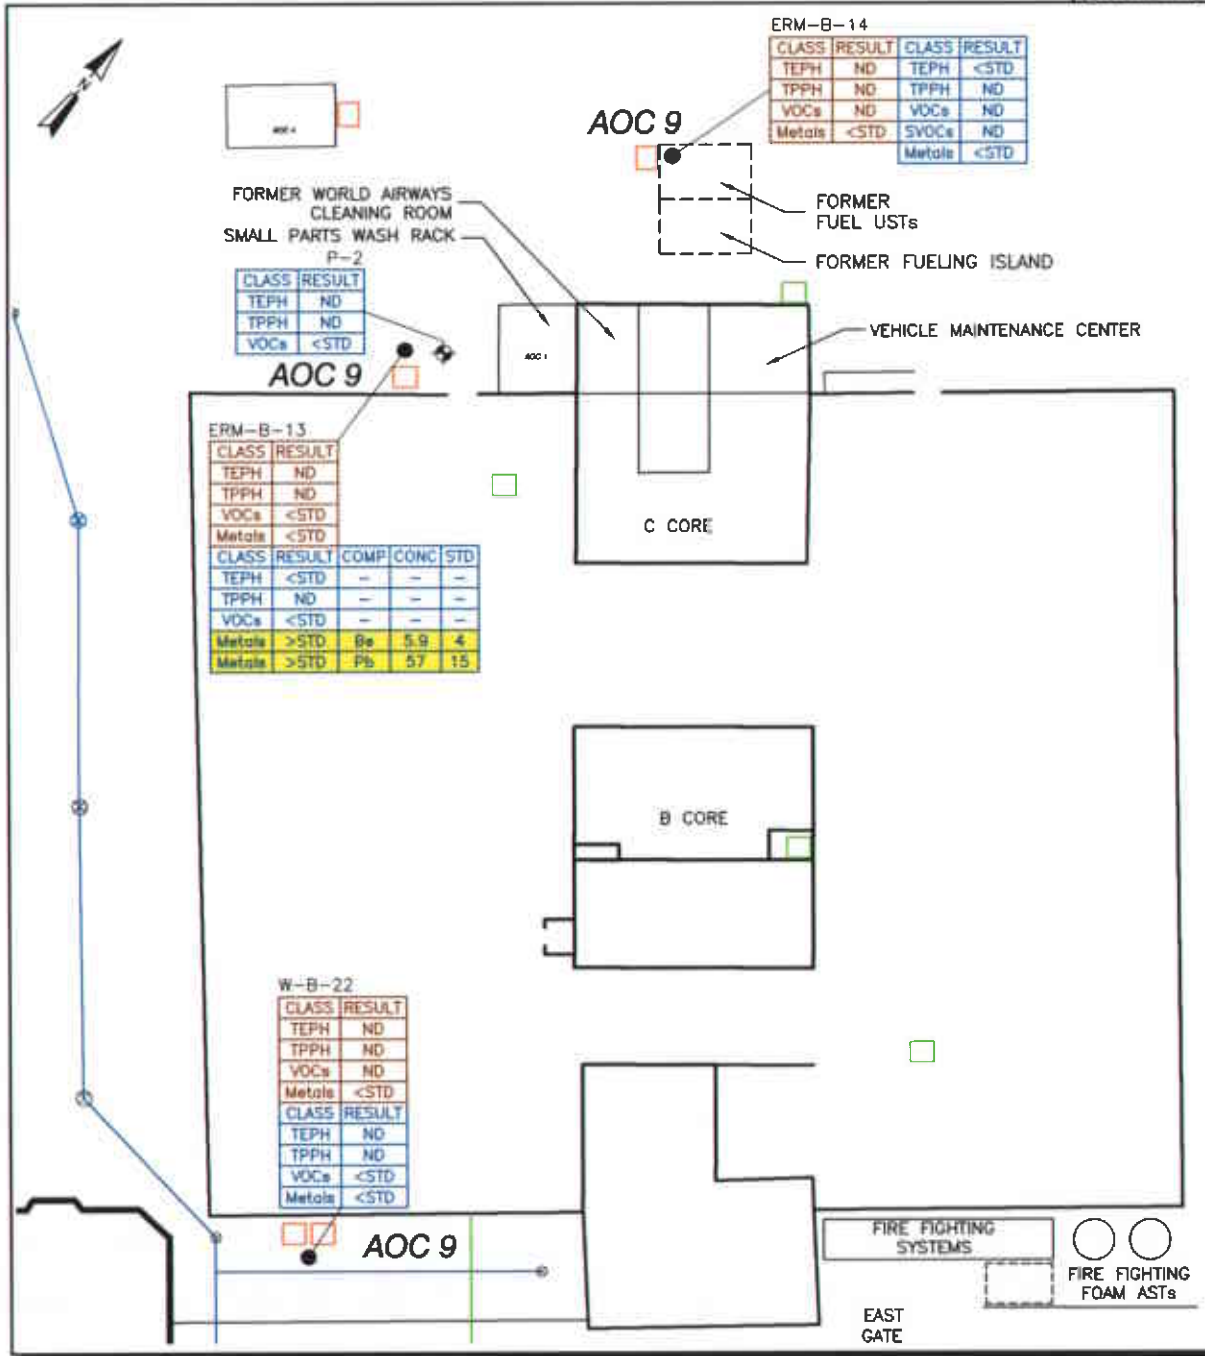 ERM-B-14
CLASS RESULT CLASS RESULT
TEPH ND TEPH <STD
TPPH ND TPPH ND
VOCs ND VOCs ND
Metals <STD SVOCs ND
Metals <STD
N
AOC 9
FORMER WORLD AIRWAYS
CLEANING ROOM
SMALL PARTS WASH RACK
FORMER
FUEL USTs
FORMER FUELING ISLAND
P-2
CLASS RESULT
TEPH ND
TPPH ND
VOCs <STD
VEHICLE MAINTENANCE CENTER
AOC 9
ERM-B-13
CLASS RESULT
TEPH ND
TPPH ND
VOCs <STD
Metals <STD
CLASS RESULT COMP CONC STD
TEPH <STD - - -
TPPH ND - - -
VOCs <STD - - -
Metals >STD Be 5.9 4
Metals >STD Pb 57 15
C CORE
B CORE
W-B-22
CLASS RESULT
TEPH ND
TPPH ND
VOCs ND
Metals <STD
CLASS RESULT
TEPH ND
TPPH ND
VOCs <STD
Metals <STD
AOC 9
FIRE FIGHTING
SYSTEMS
FIRE FIGHTING
FOAM ASTs
EAST
GATE